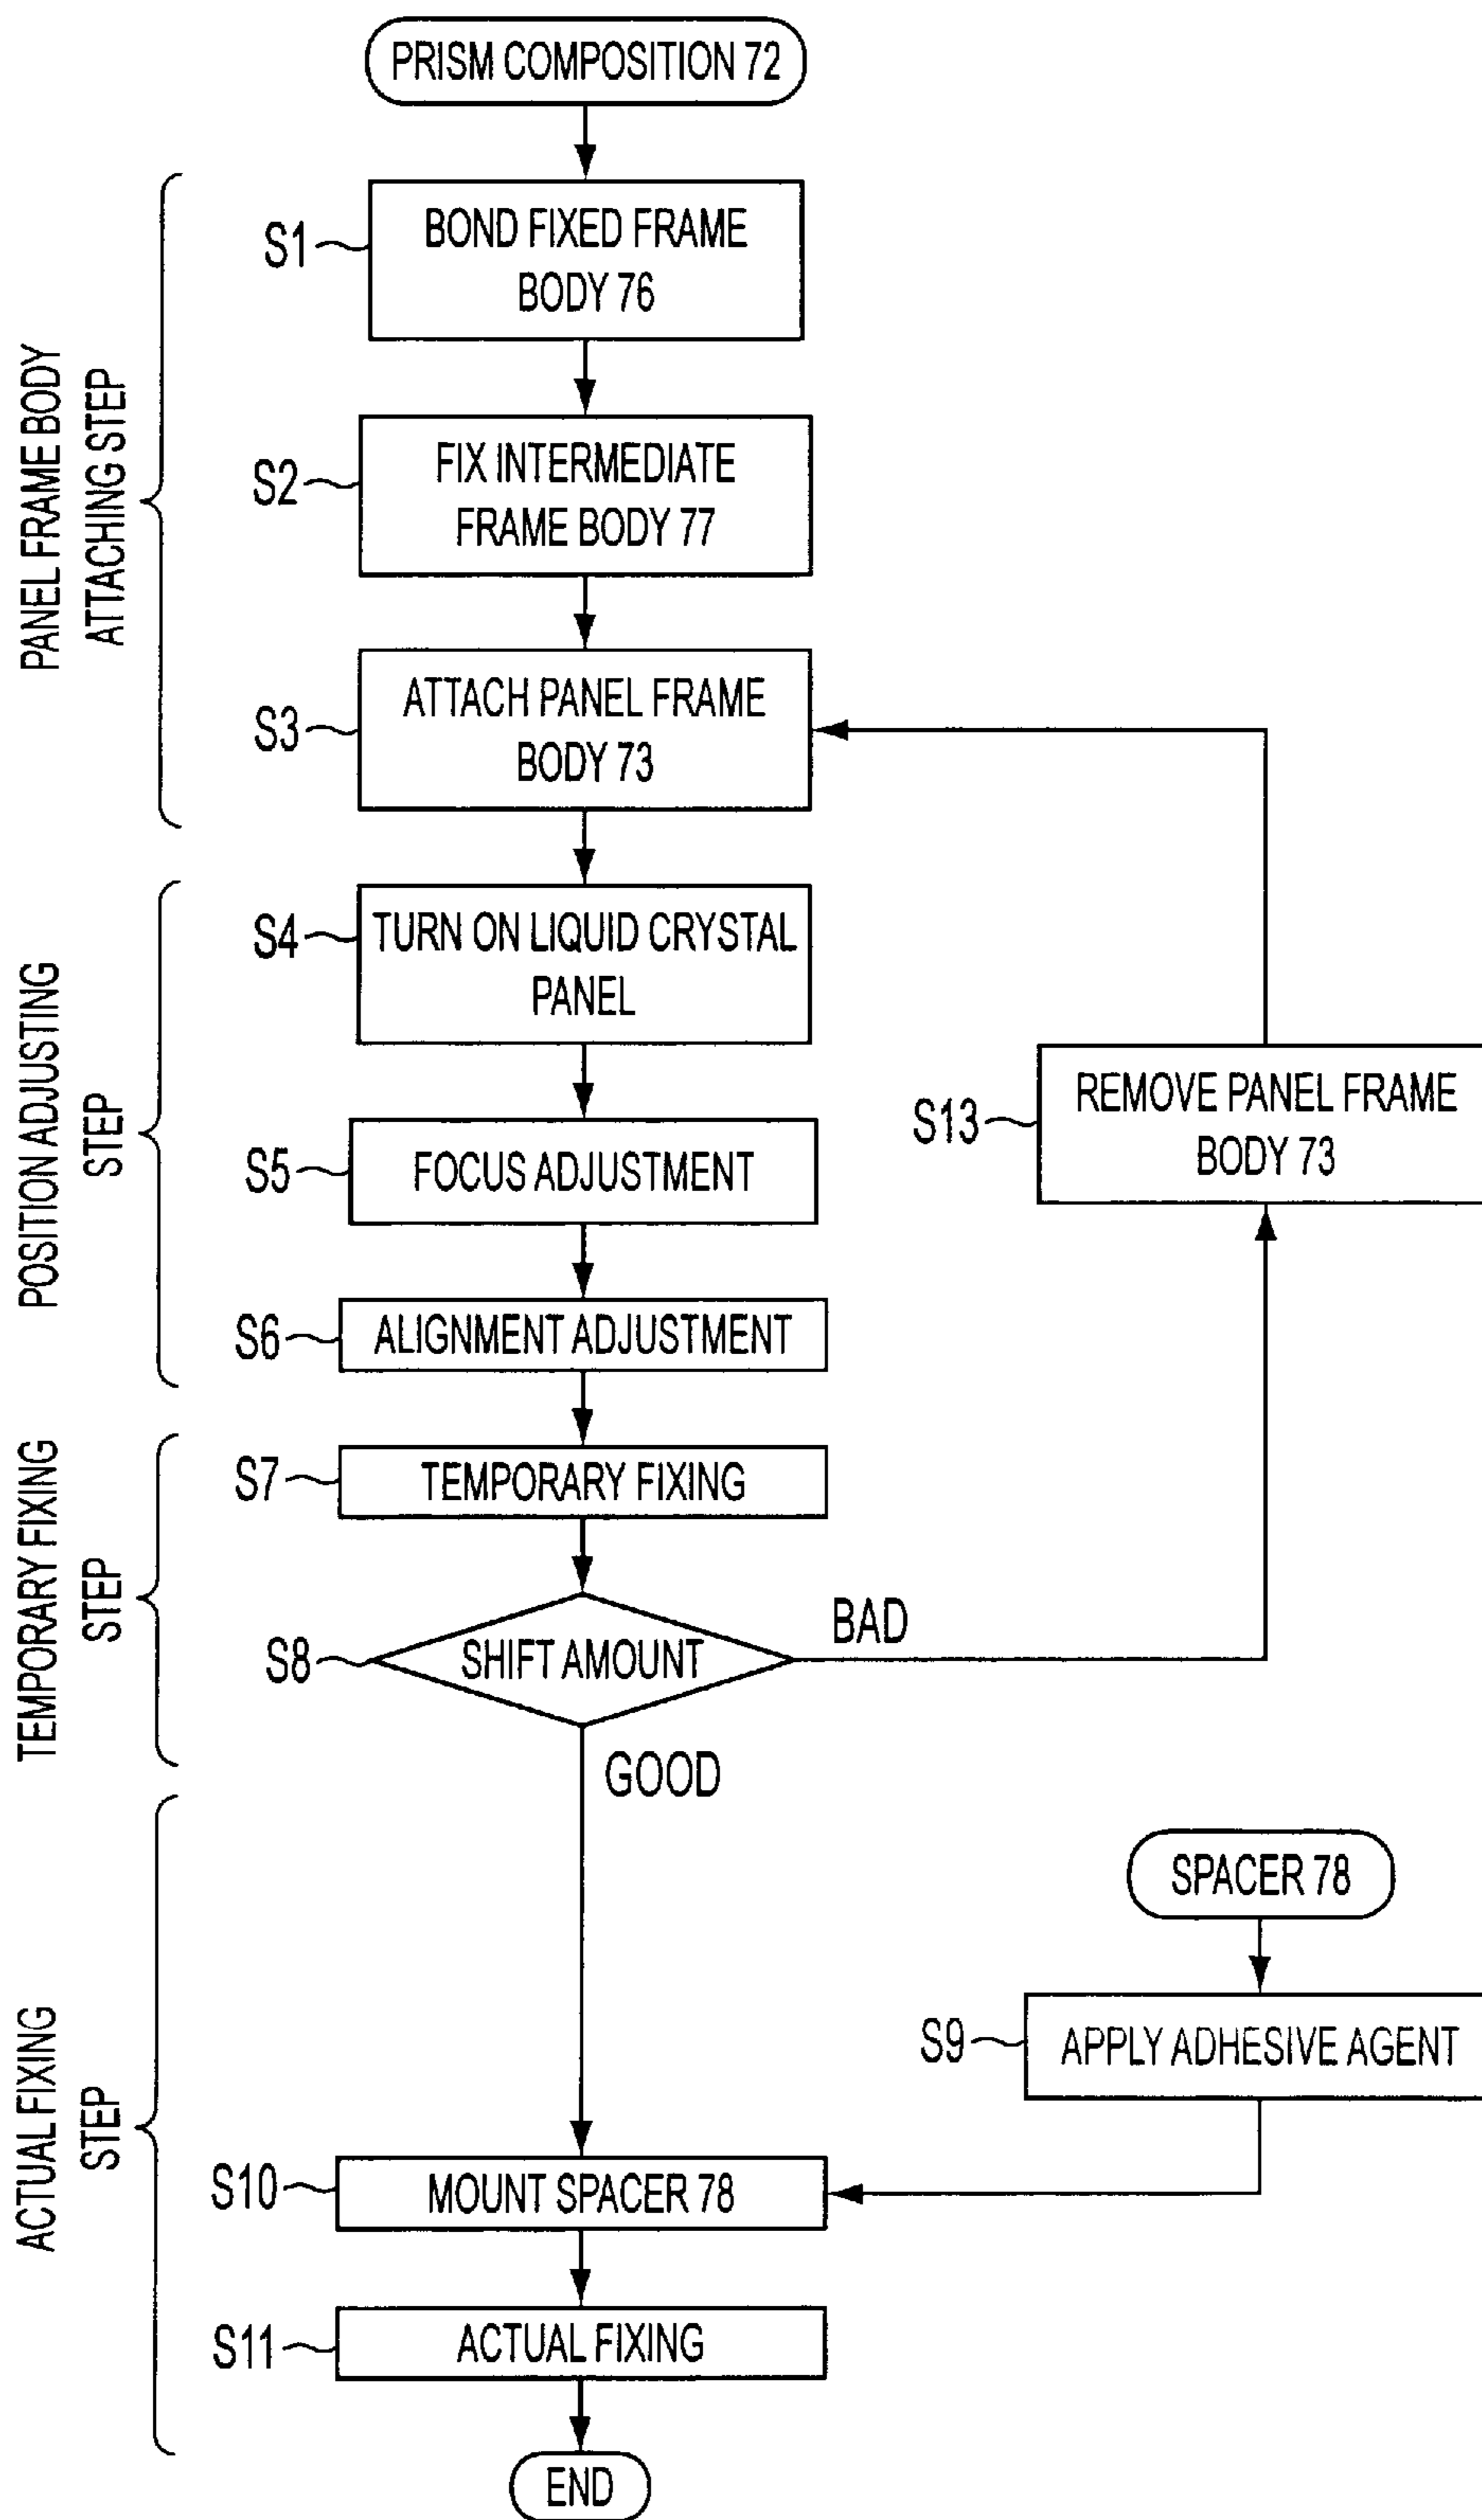 PRISM COMPOSITION 72
PANEL FRAME BODY
ATTACHING STEP
S1
BOND FIXED FRAME
BODY 76
S2
FIX INTERMEDIATE
FRAME BODY 77
S3
ATTACH PANEL FRAME
BODY 73
POSITION ADJUSTING
STEP
S4
TURN ON LIQUID CRYSTAL
PANEL
S5
FOCUS ADJUSTMENT
S6
ALIGNMENT ADJUSTMENT
S13
REMOVE PANEL FRAME
BODY 73
TEMPORARY FIXING
STEP
S7
TEMPORARY FIXING
S8
SHIFT AMOUNT
BAD
GOOD
ACTUAL FIXING
STEP
SPACER 78
S9
APPLY ADHESIVE AGENT
S10
MOUNT SPACER 78
S11
ACTUAL FIXING
END